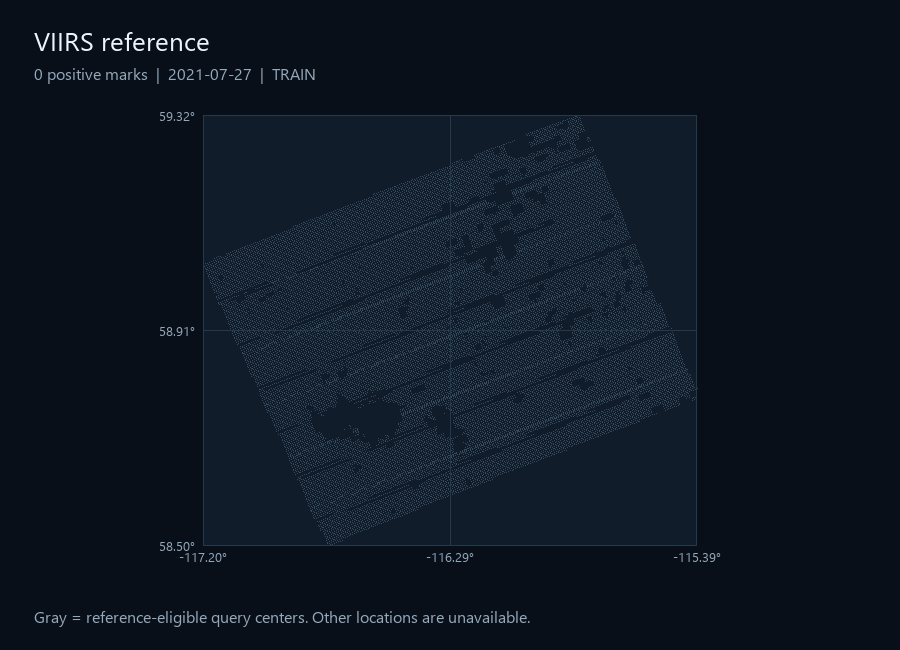 VIIRS reference
0 positive marks | 2021-07-27 | TRAIN
59.32°
58.91°
58.50°
-117.20°
-116.29°
-115.39°
Gray = reference-eligible query centers. Other locations are unavailable.